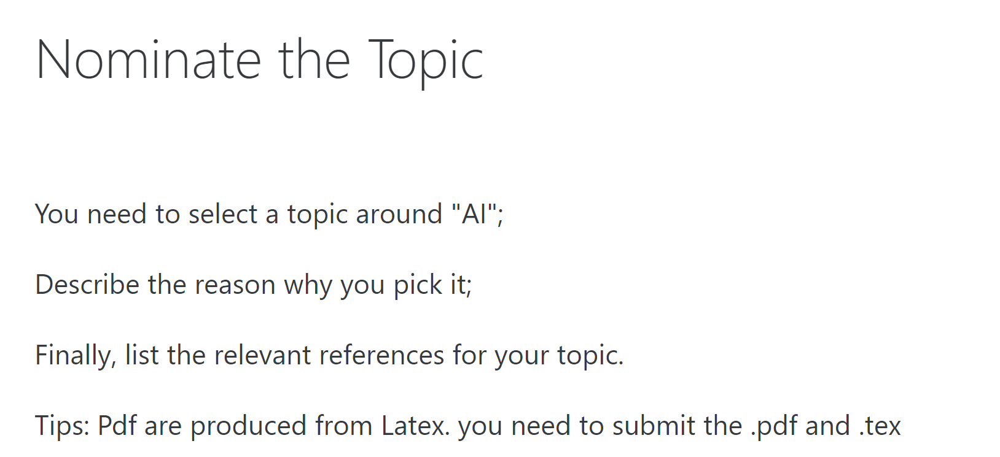 Nominate the Topic
You need to select a topic around "AI";
Describe the reason why you pick it;
Finally, list the relevant references for your topic.
Tips: Pdf are produced from Latex. you need to submit the .pdf and .tex